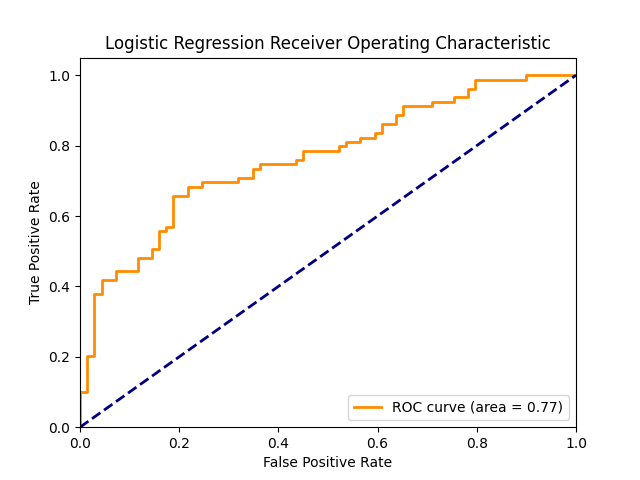 Logistic Regression Receiver Operating Characteristic
1.0
0.8
0.6
0.4
0.2
0.0
True Positive Rate
ROC curve (area = 0.77)
0.0 0.2 0.4 0.6 0.8 1.0
False Positive Rate